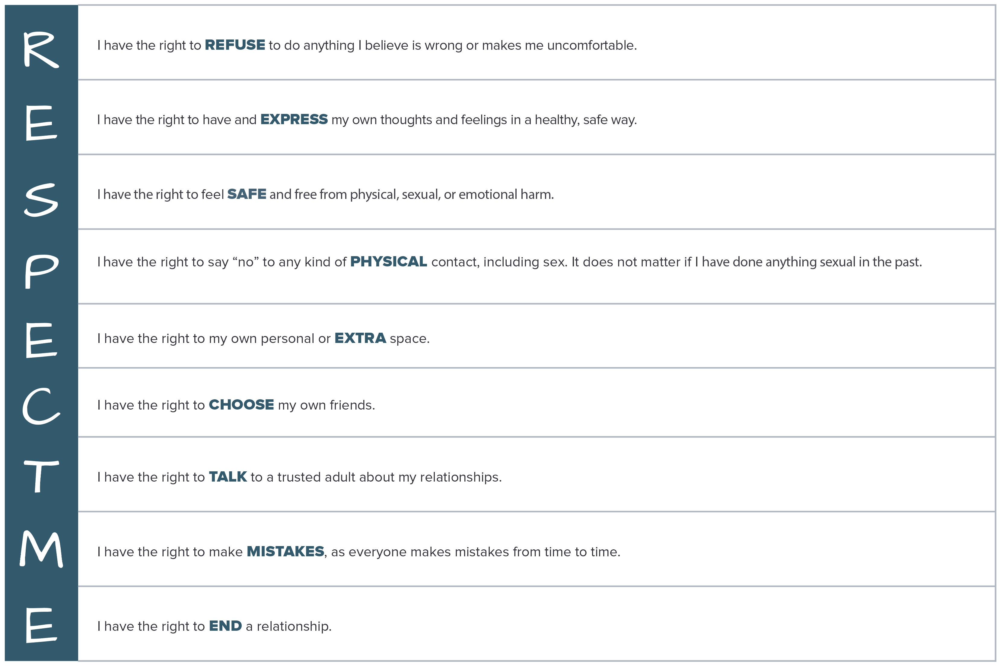 R
I have the right to REFUSE to do anything I believe is wrong or makes me uncomfortable.
E
I have the right to have and EXPRESS my own thoughts and feelings in a healthy, safe way.
S
I have the right to feel SAFE and free from physical, sexual, or emotional harm.
P
I have the right to say “no” to any kind of PHYSICAL contact, including sex. It does not matter if I have done anything sexual in the past.
E
I have the right to my own personal or EXTRA space.
C
I have the right to CHOOSE my own friends.
T
I have the right to TALK to a trusted adult about my relationships.
M
I have the right to make MISTAKES, as everyone makes mistakes from time to time.
E
I have the right to END a relationship.